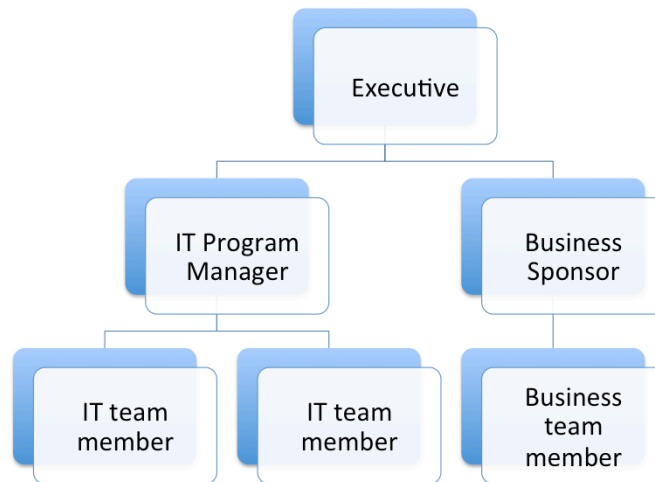 Executive
IT Program
Manager
Business
Sponsor
IT team
member
IT team
member
Business
team
member